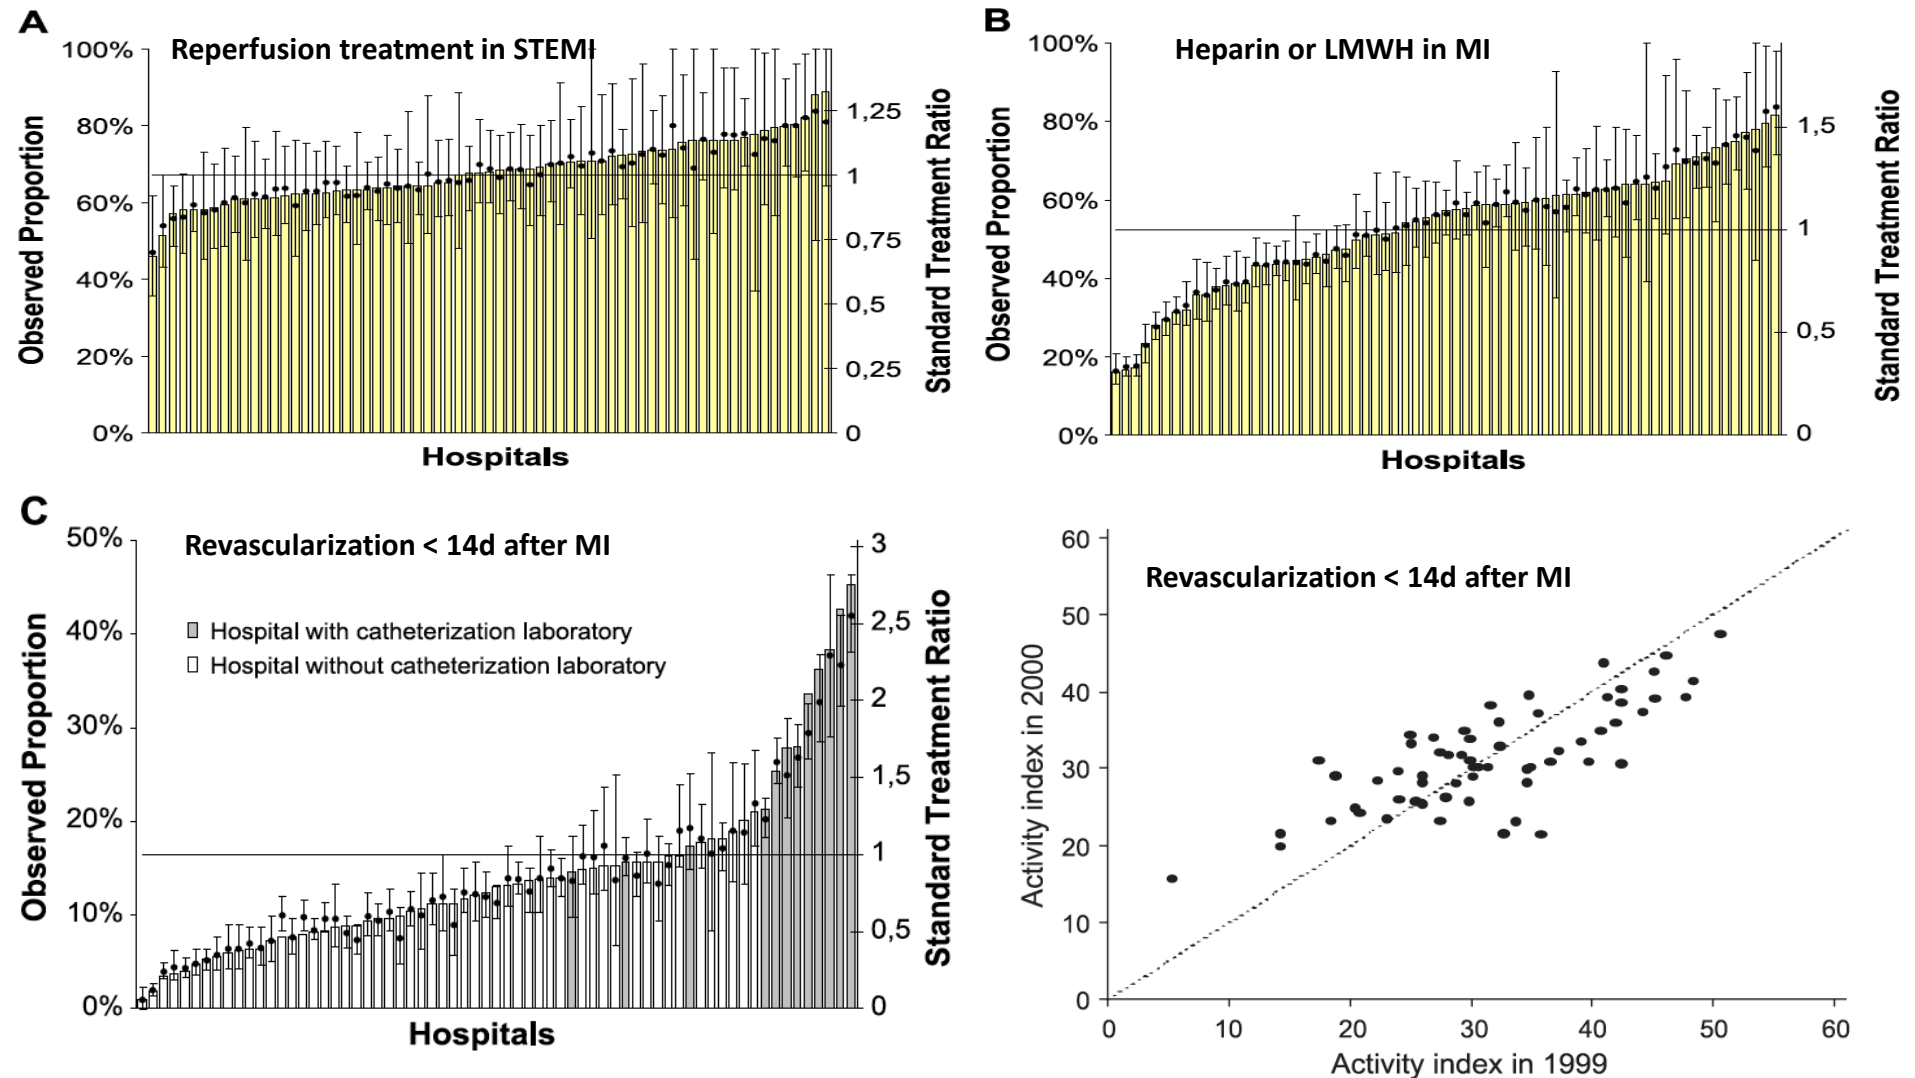 A
Reperfusion treatment in STEMI
Observed Proportion
100%
80%
60%
40%
20%
0%
Standard Treatment Ratio
1,25
1
0,75
0,5
0,25
0
Hospitals
B
Heparin or LMWH in MI
Observed Proportion
100%
80%
60%
40%
20%
0%
Standard Treatment Ratio
1,5
1
0,5
0
Hospitals
C
Revascularization < 14d after MI
Hospital with catheterization laboratory
Hospital without catheterization laboratory
Observed Proportion
50%
40%
30%
20%
10%
0%
Standard Treatment Ratio
3
2,5
2
1,5
1
0,5
0
Hospitals
Revascularization < 14d after MI
Activity index in 2000
60
50
40
30
20
10
0
0 10 20 30 40 50 60
Activity index in 1999